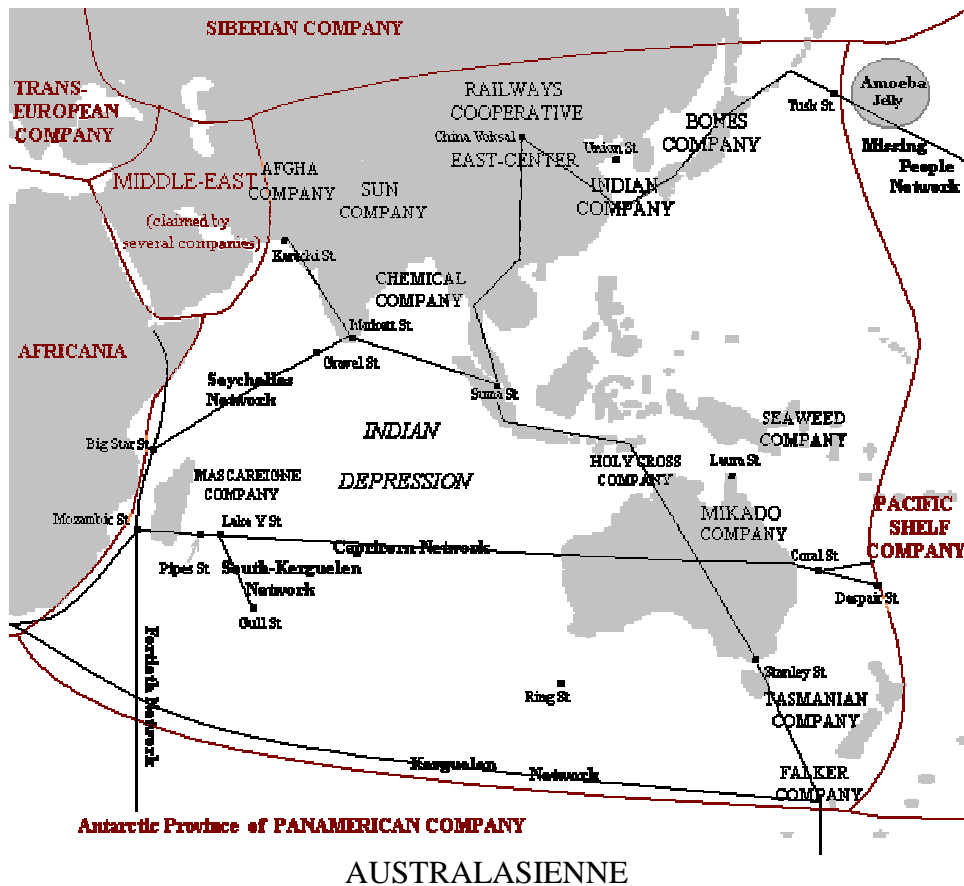 SIBERIAN COMPANY
TRANS-
EUROPEAN
COMPANY
RAILWAYS
COOPERATIVE
China Voksal
EAST-CENTER
Union St
BONES
COMPANY
Tusk St
Amoeba
Jelly
Missing
People
Network
MIDDLE-EAST
(claimed by
several companies)
AFGHA
COMPANY
SUN
COMPANY
INDIAN
COMPANY
Karachi St
CHEMICAL
COMPANY
AFRICANIA
Gravel St
Seychalles
Network
Suma St
Big Star St
INDIAN
DEPRESSION
SEAWEED
COMPANY
HOLY CROSS
COMPANY
MASCAREIGNE
COMPANY
MIKADO
COMPANY
PACIFIC
SHELF
COMPANY
Mozambic St
Lake Y St
Capricorn Network
Coral St
Pipes St
South-Kerguelen
Network
Despair St
Gull St
Stanley St
Ring St
TASMANIAN
COMPANY
Network
Kerguelen
Network
FALKER
COMPANY
Antarctic Province of PANAMERICAN COMPANY
AUSTRALASIENNE